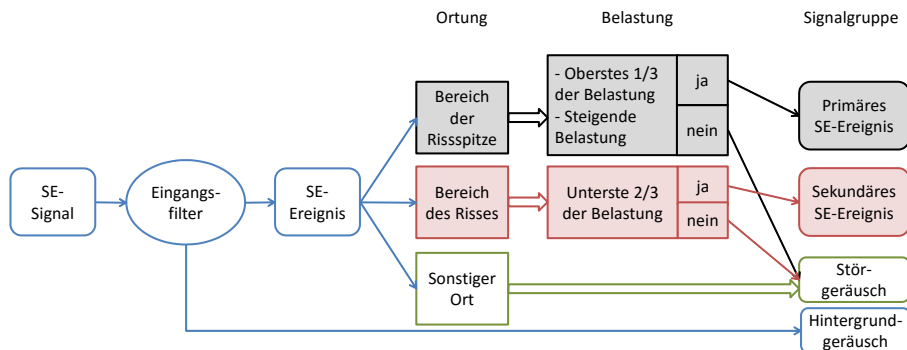 Ortung
Belastung
Signalgruppe
SE-
Signal
Eingangs-
filter
SE-
Ereignis
Bereich
der
Rissspitze
- Oberstes 1/3
der Belastung
- Steigende
Belastung
ja
nein
Primäres
SE-Ereignis
Bereich
des Risses
Unterste 2/3
der Belastung
ja
nein
Sekundäres
SE-Ereignis
Sonstiger
Ort
Stör-
geräusch
Hintergrund-
geräusch